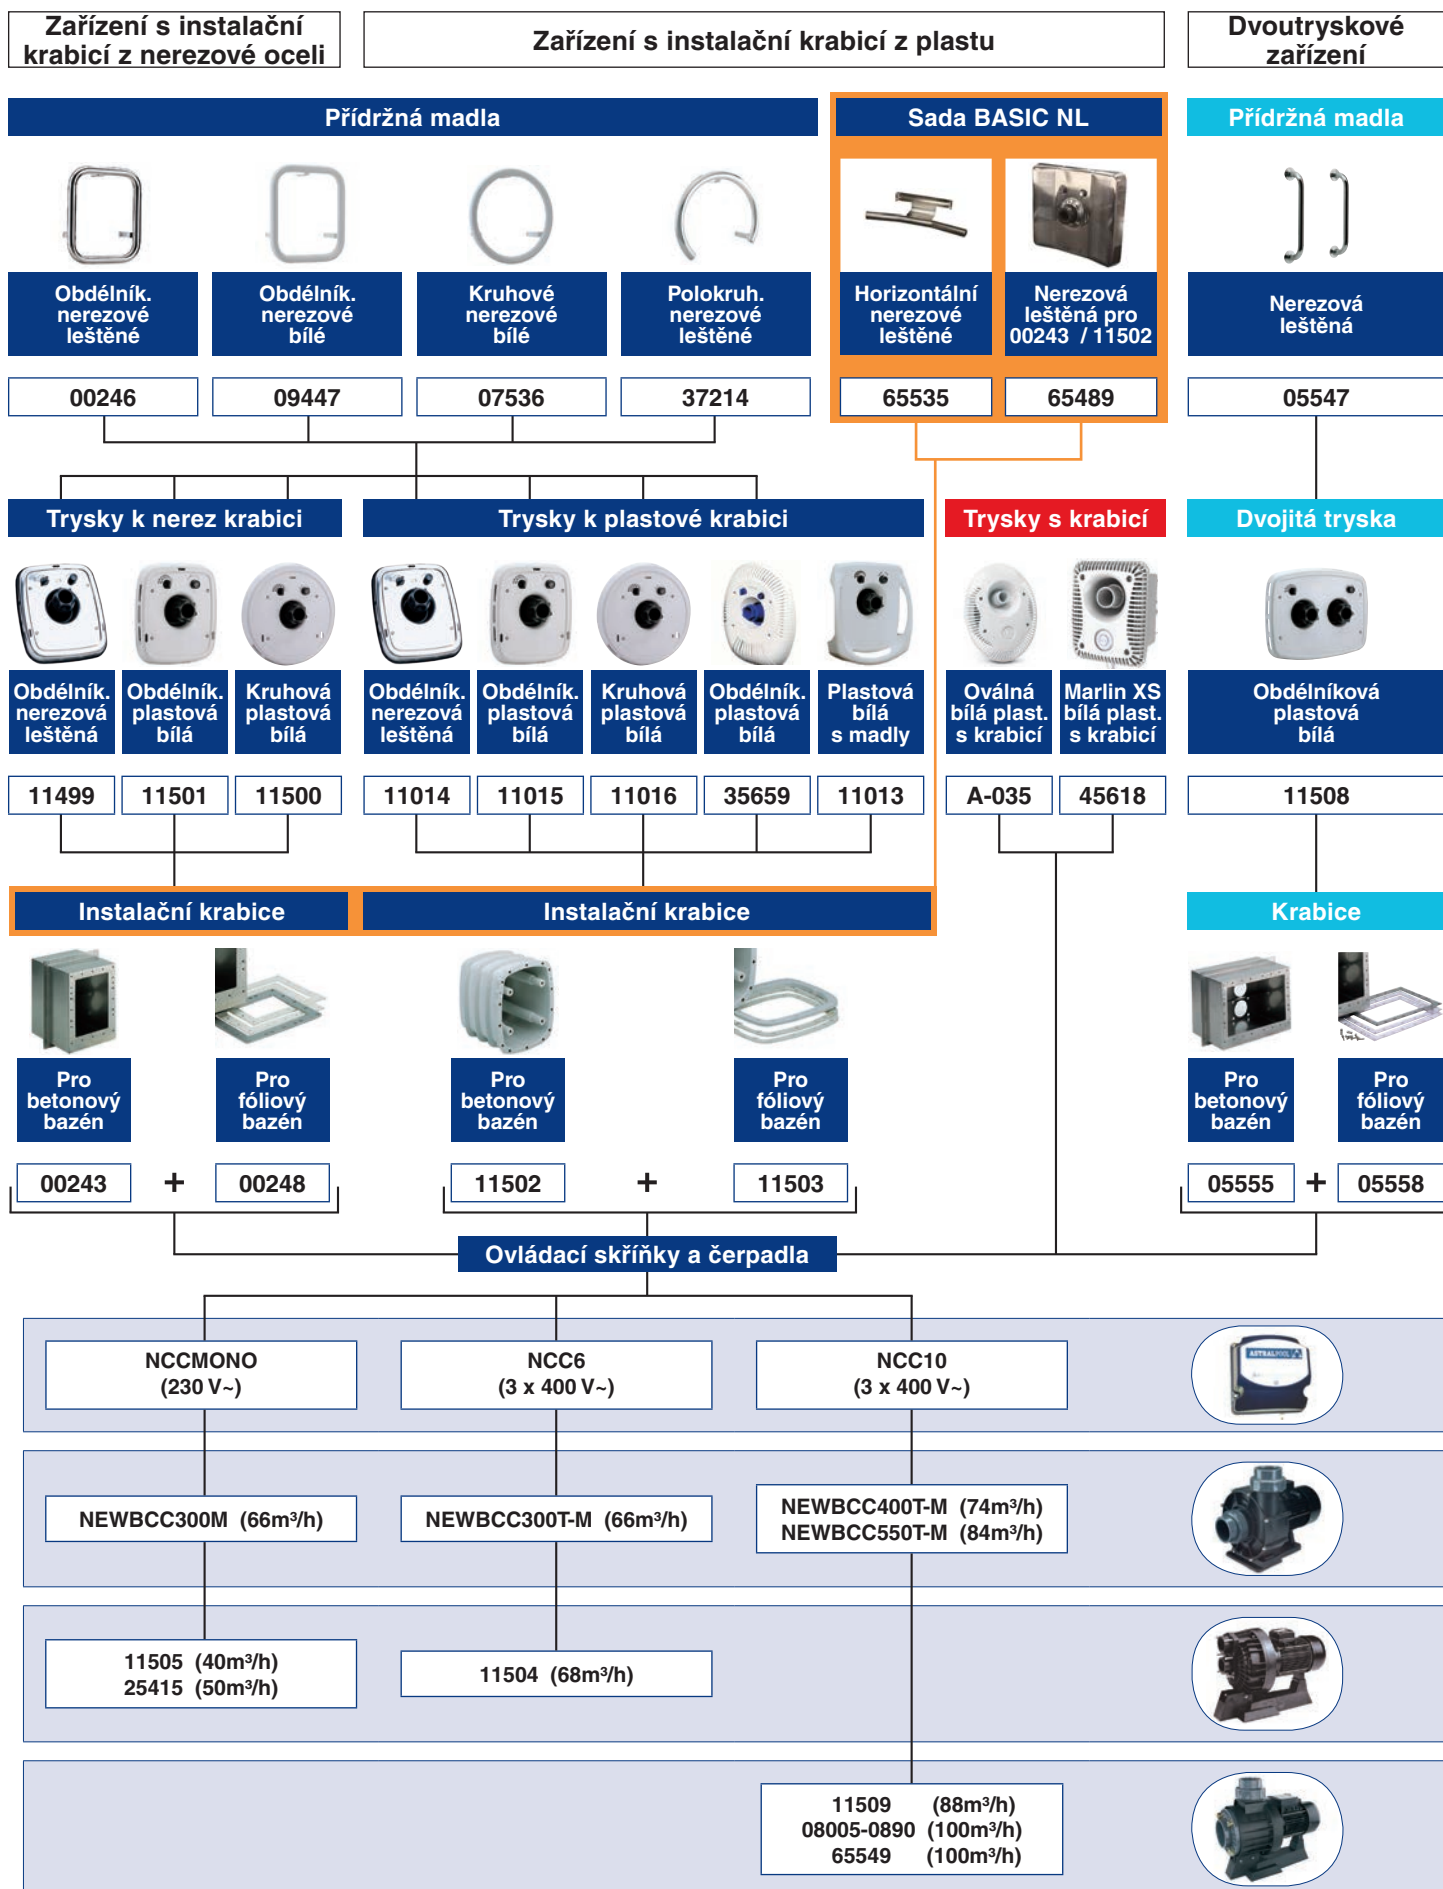 Zařízení s instalační
krabicí z nerezové oceli
Zařízení s instalační krabicí z plastu
Dvoutryskové
zařízení
Přídržná madla
Sada BASIC NL
Přídržná madla
Obdélník.
nerezové
leštěné
Obdélník.
nerezové
bílé
Kruhové
nerezové
bílé
Polokruh.
nerezové
leštěné
Horizontální
nerezové
leštěné
Nerezová
leštěná pro
00243 / 11502
Nerezová
leštěná
00246
09447
07536
37214
65535
65489
05547
Trysky k nerez krabici
Trysky k plastové krabici
Trysky s krabicí
Dvojitá tryska
Obdélník.
nerezová
leštěná
Obdélník.
plastová
bílá
Kruhová
plastová
bílá
Obdélník.
nerezová
leštěná
Obdélník.
plastová
bílá
Kruhová
plastová
bílá
Obdélník.
plastová
bílá
Plastová
bílá
s madly
Oválná
bílá plast.
s krabicí
Marlin XS
bílá plast.
s krabicí
Obdélníková
plastová
bílá
11499
11501
11500
11014
11015
11016
35659
11013
A-035
45618
11508
Instalační krabice
Instalační krabice
Krabice
Pro
betonový
bazén
Pro
fóliový
bazén
Pro
betonový
bazén
Pro
fóliový
bazén
Pro
betonový
bazén
Pro
fóliový
bazén
00243 + 00248
11502 + 11503
05555 + 05558
Ovládací skříňky a čerpadla
NCCMONO
(230 V~)
NCC6
(3 x 400 V~)
NCC10
(3 x 400 V~)
ASTRALPOOL
NEWBCC300M (66m³/h)
NEWBCC300T-M (66m³/h)
NEWBCC400T-M (74m³/h)
NEWBCC550T-M (84m³/h)
11505 (40m³/h)
25415 (50m³/h)
11504 (68m³/h)
11509 (88m³/h)
08005-0890 (100m³/h)
65549 (100m³/h)